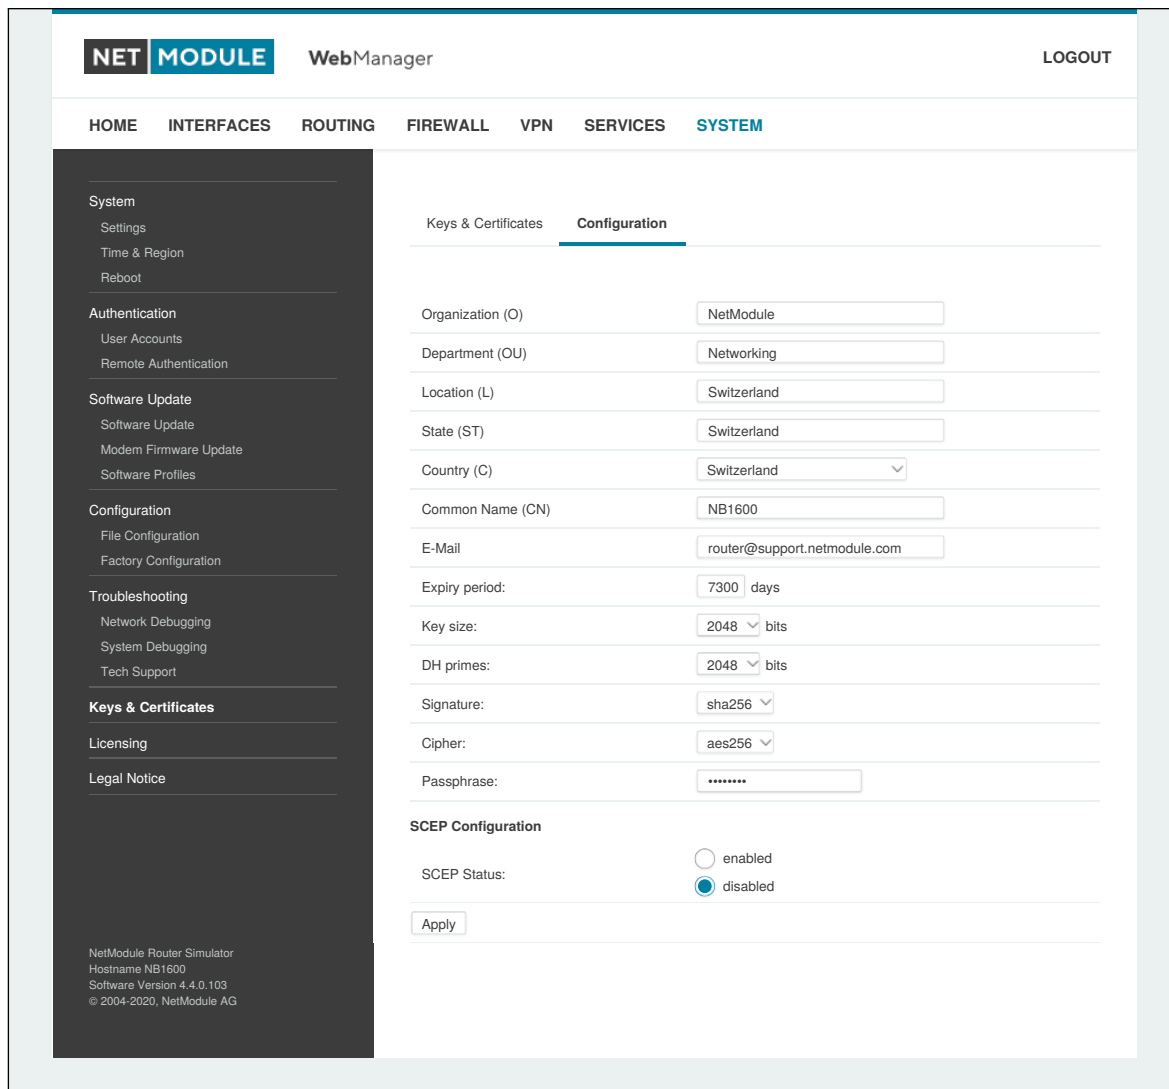 NET MODULE WebManager LOGOUT
HOME INTERFACES ROUTING FIREWALL VPN SERVICES SYSTEM
System
Settings
Time & Region
Reboot
Authentication
User Accounts
Remote Authentication
Software Update
Software Update
Modem Firmware Update
Software Profiles
Configuration
File Configuration
Factory Configuration
Troubleshooting
Network Debugging
System Debugging
Tech Support
Keys & Certificates
Licensing
Legal Notice
NetModule Router Simulator
Hostname NB1600
Software Version 4.4.0.103
© 2004-2020, NetModule AG
Keys & Certificates Configuration
Organization (O) NetModule
Department (OU) Networking
Location (L) Switzerland
State (ST) Switzerland
Country (C) Switzerland
Common Name (CN) NB1600
E-Mail router@support.netmodule.com
Expiry period: 7300 days
Key size: 2048 bits
DH primes: 2048 bits
Signature: sha256
Cipher: aes256
Passphrase: ••••••••
SCEP Configuration
enabled
SCEP Status:
disabled
Apply